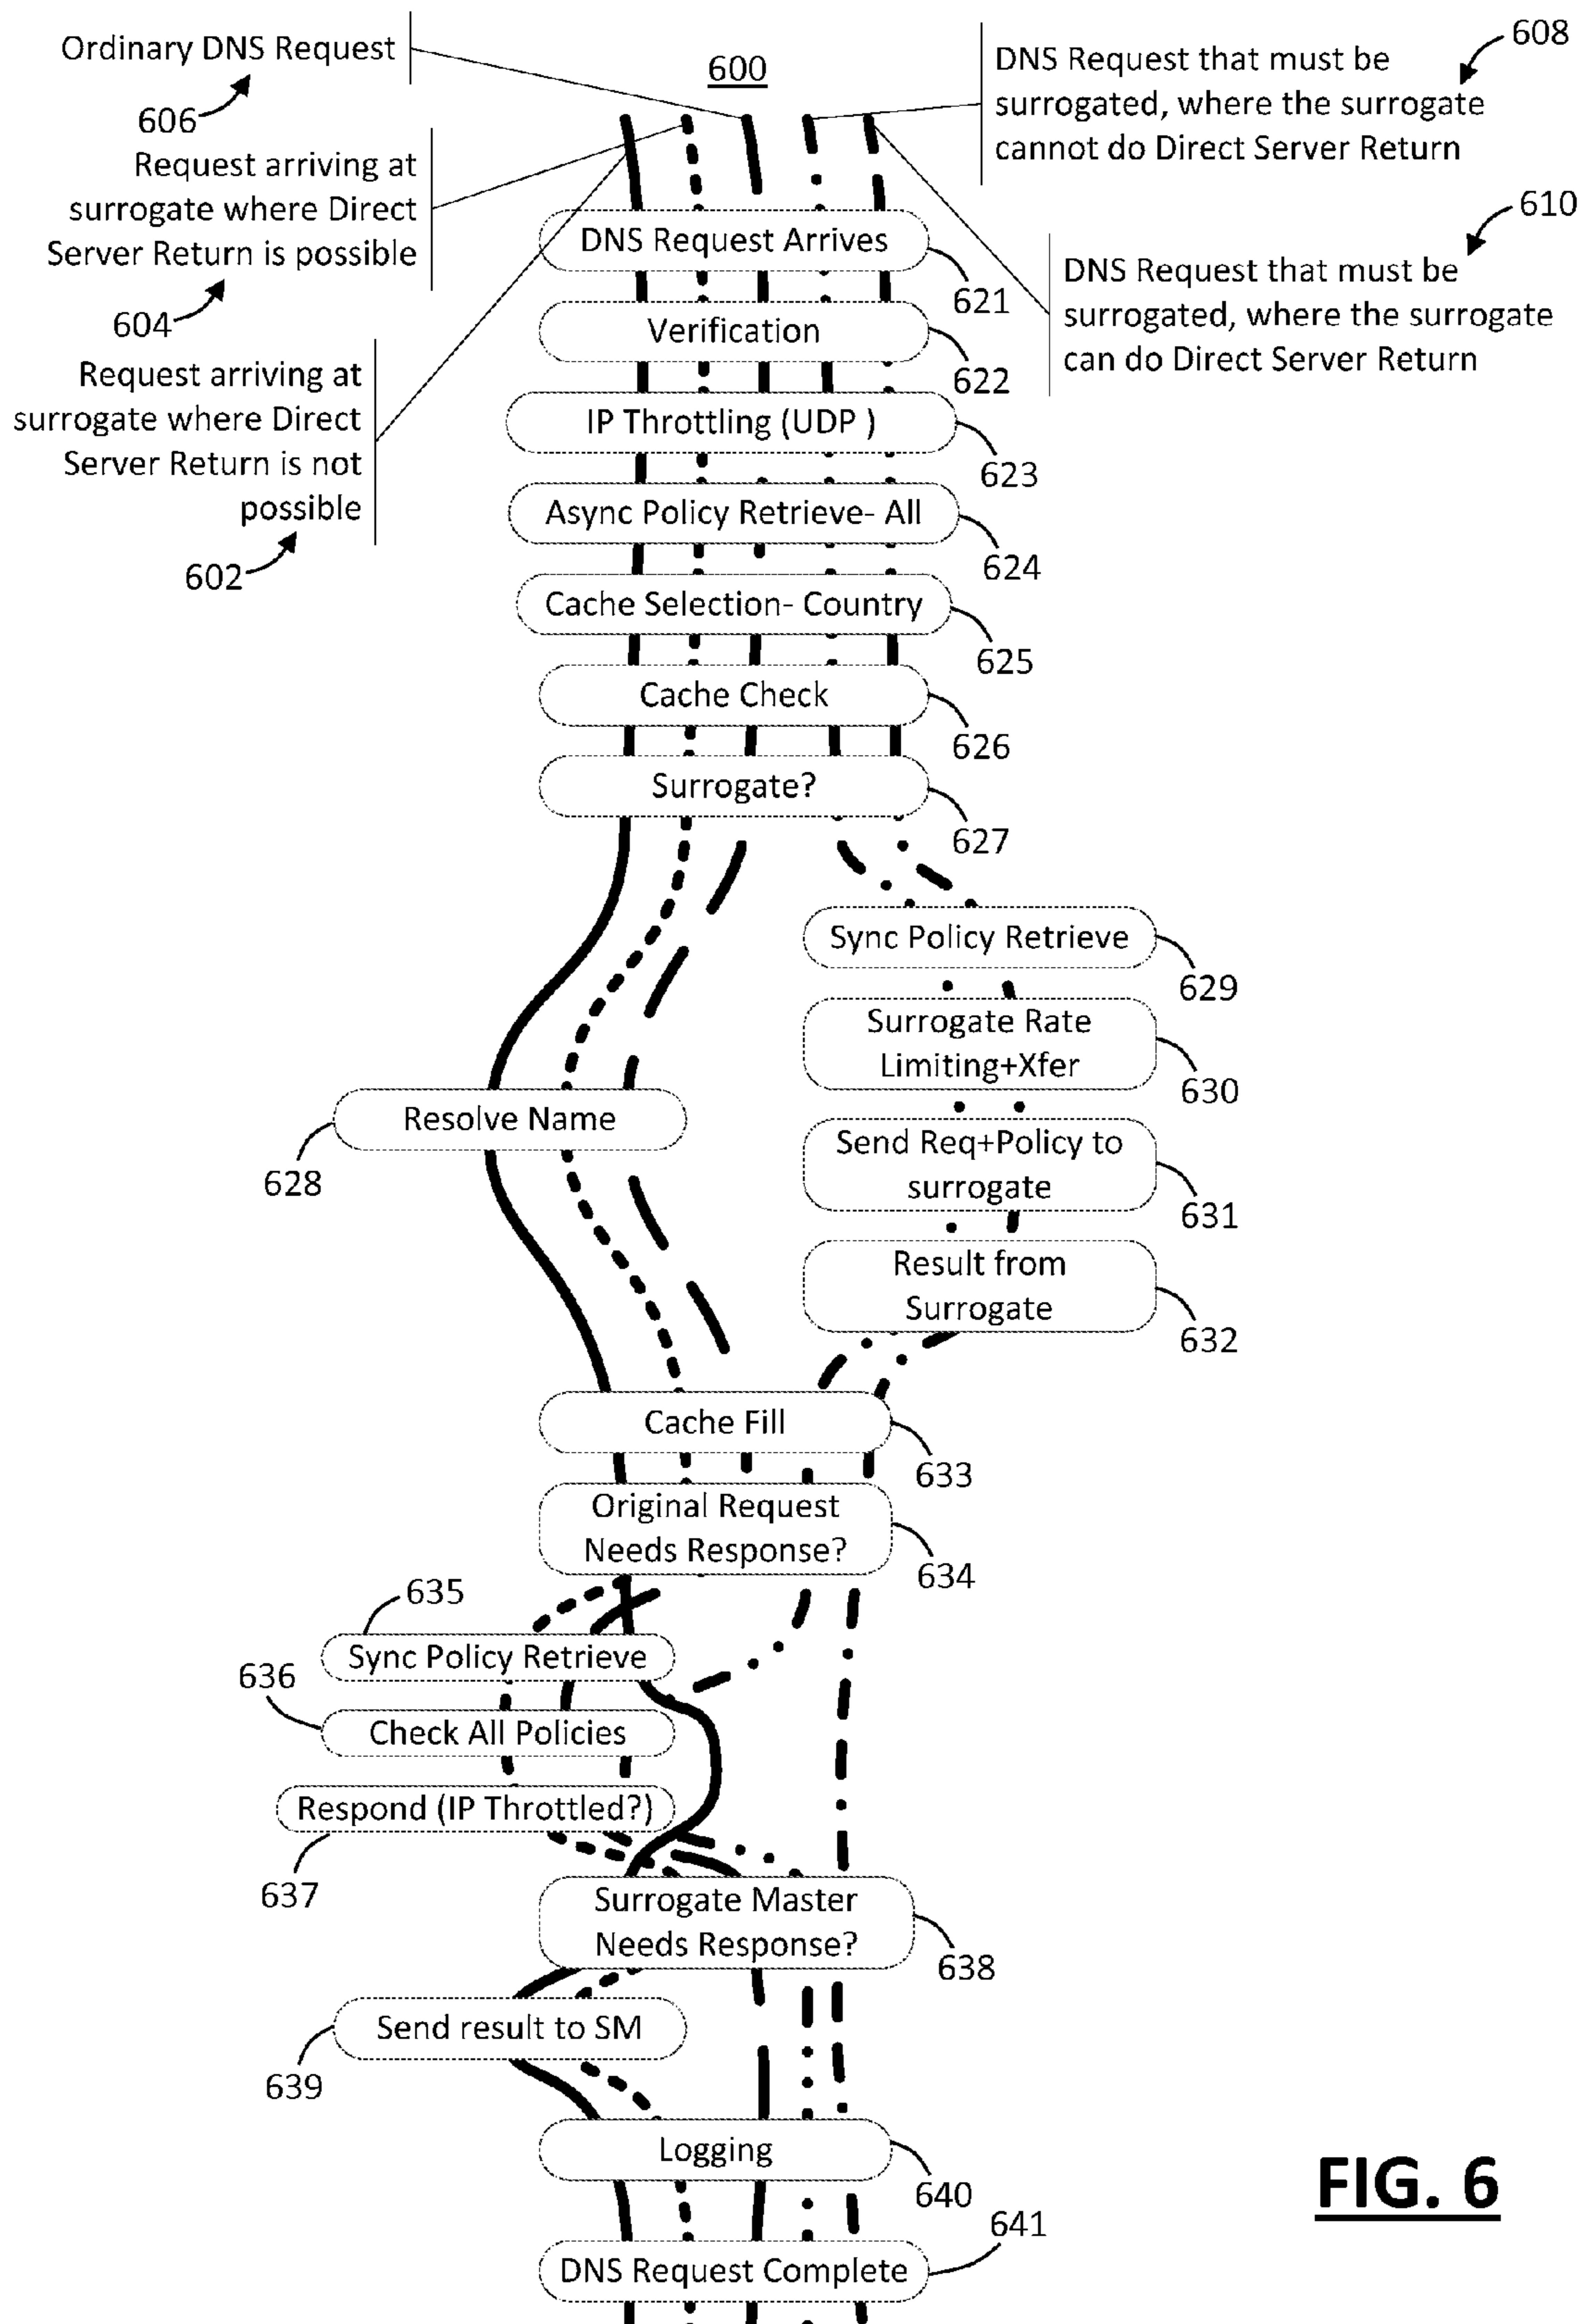 Ordinary DNS Request
606
600
DNS Request that must be
surrogated, where the surrogate
cannot do Direct Server Return
608
Request arriving at
surrogate where Direct
Server Return is possible
604
DNS Request that must be
surrogated, where the surrogate
can do Direct Server Return
610
Request arriving at
surrogate where Direct
Server Return is not
possible
602
DNS Request Arrives
621
Verification
622
IP Throttling (UDP )
623
Async Policy Retrieve- All
624
Cache Selection- Country
625
Cache Check
626
Surrogate?
627
Sync Policy Retrieve
629
Surrogate Rate
Limiting+Xfer
630
Resolve Name
628
Send Req+Policy to
surrogate
631
Result from
Surrogate
632
Cache Fill
633
Original Request
Needs Response?
634
635
Sync Policy Retrieve
636
Check All Policies
Respond (IP Throttled?)
637
Surrogate Master
Needs Response?
638
Send result to SM
639
Logging
640
641
DNS Request Complete
FIG. 6